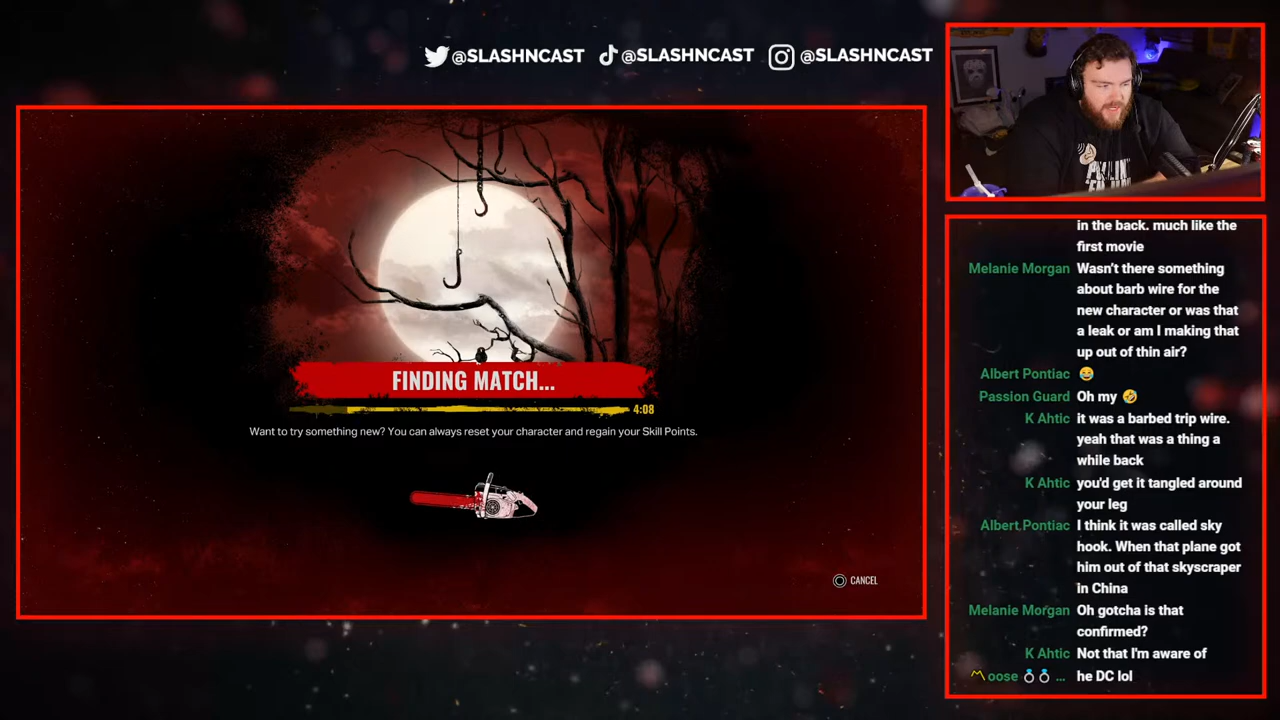 @SLASHNCAST @SLASHNCAST @SLASHNCAST
FINDING MATCH...
4:08
Want to try something new? You can always reset your character and regain your Skill Points.
CANCEL
in the back. much like the
first movie
Melanie Morgan Wasn't there something
about barb wire for the
new character or was that
a leak or am I making that
up out of thin air?
Albert Pontiac 😂
Passion Guard Oh my 🤣
K Ahtic it was a barbed trip wire.
yeah that was a thing a
while back
K Ahtic you'd get it tangled around
your leg
Albert Pontiac I think it was called sky
hook. When that plane got
him out of that skyscraper
in China
Melanie Morgan Oh gotcha is that
confirmed?
K Ahtic Not that I'm aware of
oose 💍💍 ... he DC lol